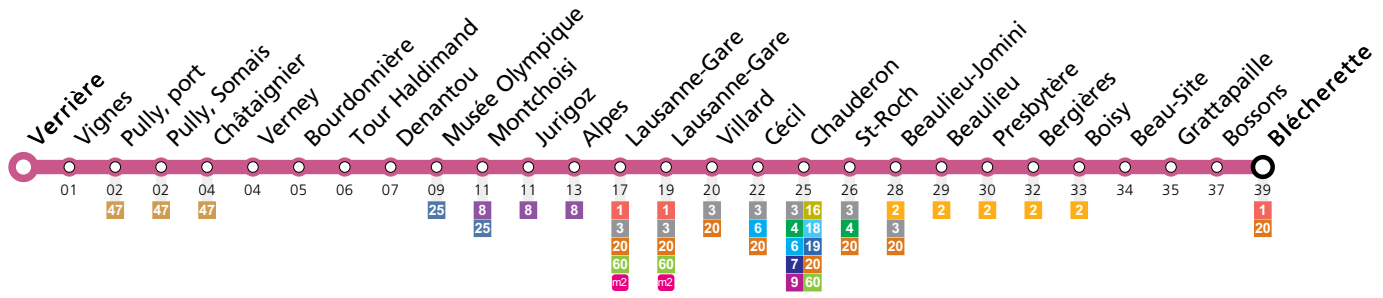 Verrière
Vignes
Pully, port
Pully, Somais
Châtaignier
Verney
Bourdonnière
Tour Haldimand
Denantou
Musée Olympique
Montchoisi
Jurigoz
Alpes
Lausanne-Gare
Lausanne-Gare
Villard
Cécil
Chauderon
St-Roch
Beaulieu-Jomini
Beaulieu
Presbytère
Bergières
Boisy
Beau-Site
Grattapaille
Bossons
Blécherette
01 02 02 04 04 05 06 07 09 11 11 13 17 19 20 22 25 26 28 29 30 32 33 34 35 37 39
47 47 47 25 8 8 8 1 1 3 3 3 16 3 2 2 2 2 2 1
25 3 3 20 6 4 18 4 3 20
20 20 20 6 19 20 20
60 60 7 20
m2 m2 9 60